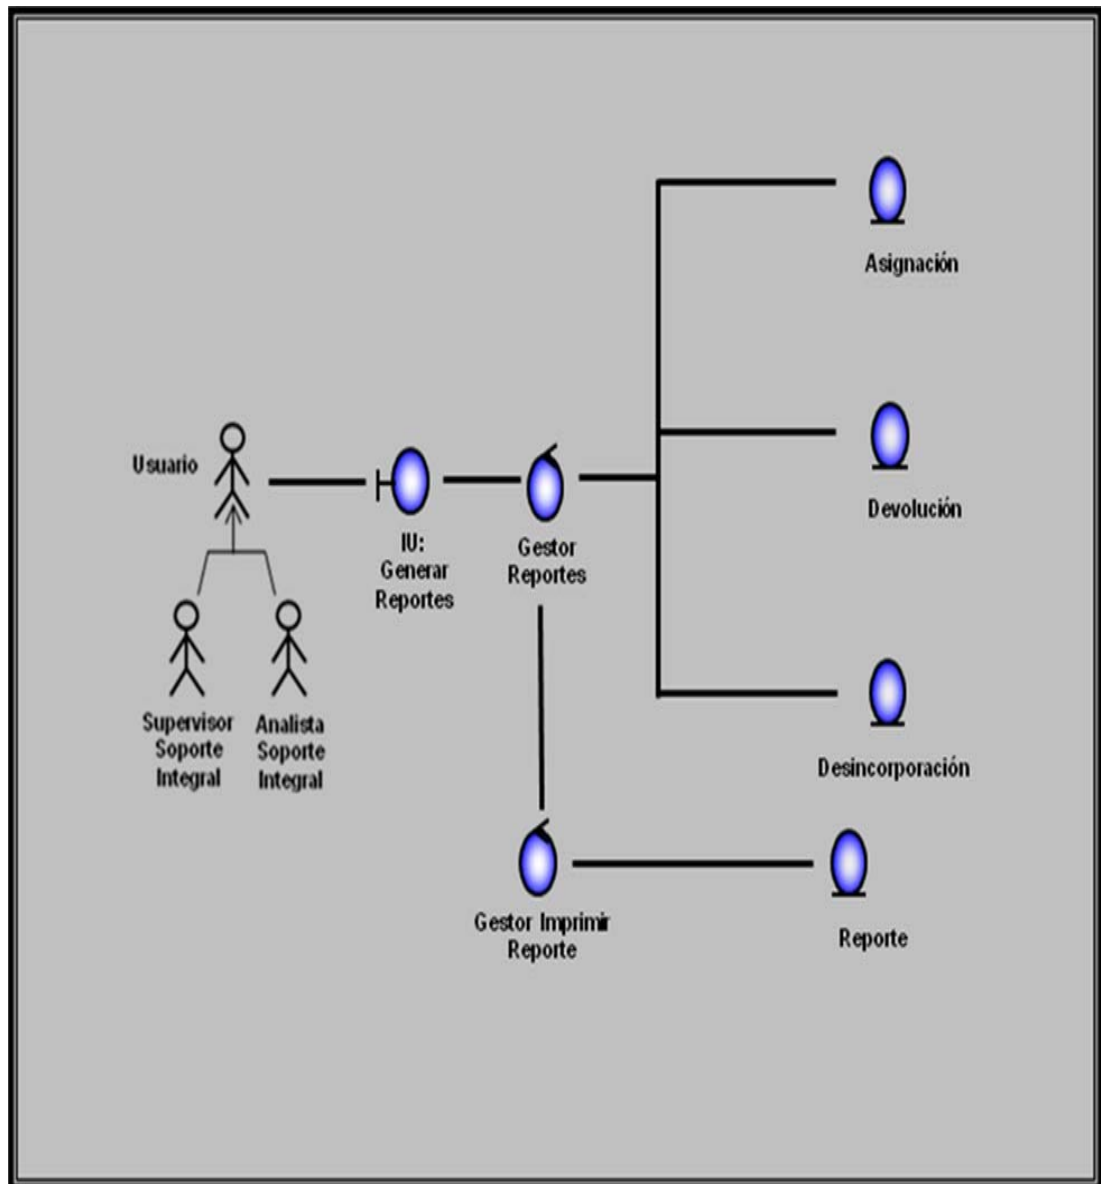 Asignación
Usuario
Devolución
IU:
Generar
Reportes
Gestor
Reportes
Supervisor
Soporte
Integral
Analista
Soporte
Integral
Desincorporación
Gestor Imprimir
Reporte
Reporte